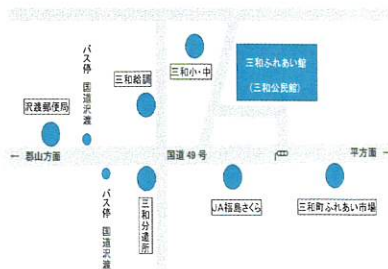 三和ふれあい館
(三和公民館)
三和小・中
三和給調
バス停 国道沢渡
沢渡郵便局
← 郡山方面
国道49号
平方面 →
バス停 国道沢渡
三和分遣所
JA福島さくら
三和町ふれあい市場